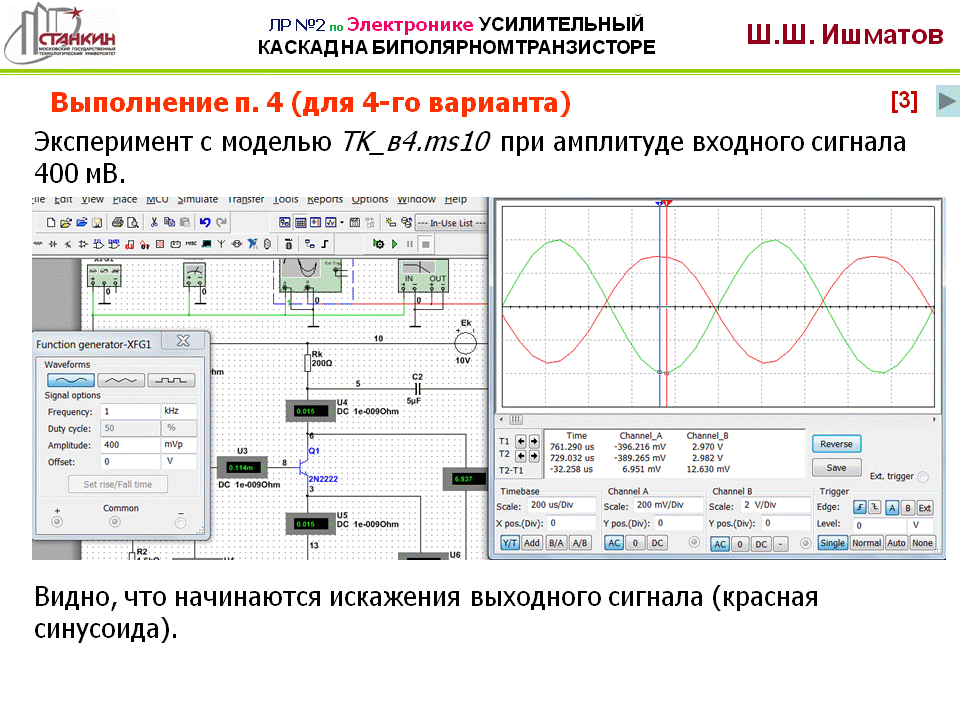 СТАНКИН
МОСКОВСКИЙ ГОСУДАРСТВЕННЫЙ
ТЕХНОЛОГИЧЕСКИЙ УНИВЕРСИТЕТ
ЛР №2 по Электронике УСИЛИТЕЛЬНЫЙ
КАСКАД НА БИПОЛЯРНОМТРАНЗИСТОРЕ
Ш.Ш. Ишматов
Выполнение п. 4 (для 4-го варианта)
[3]
Эксперимент с моделью ТК_в4.ms10 при амплитуде входного сигнала
400 мВ.
File Edit View Place MCU Simulate Transfer Tools Reports Options Window Help
--- In-Use List ---
XFG1
0
0
0
IN OUT
0
Function generator-XFG1
Waveforms
Signal options
Frequency: 1 kHz
Duty cycle: 50 %
Amplitude: 400 mVp
Offset: 0 V
Set rise/Fall time
+ Common -
10
Ek
10V
Rk
200Ω
5
C2
5µF
U4
0.015
DC 1e-009Ohm
6
Q1
U3
0.114m
8
DC 1e-009Ohm
2N2222
3
6.937
U5
0.015
DC 1e-009Ohm
13
R2
U6
T1
T2
T2-T1
Time Channel_A Channel_B
761.290 us -396.216 mV 2.970 V
729.032 us -389.265 mV 2.982 V
-32.258 us 6.951 mV 12.630 mV
Reverse
Save
Ext. trigger
Timebase
Scale: 200 us/Div
X pos.(Div): 0
Y/T Add B/A A/B
Channel A
Scale: 200 mV/Div
Y pos.(Div): 0
AC 0 DC
Channel B
Scale: 2 V/Div
Y pos.(Div): 0
AC 0 DC -
Trigger
Edge: A B Ext
Level: 0 V
Single Normal Auto None
Видно, что начинаются искажения выходного сигнала (красная
синусоида).